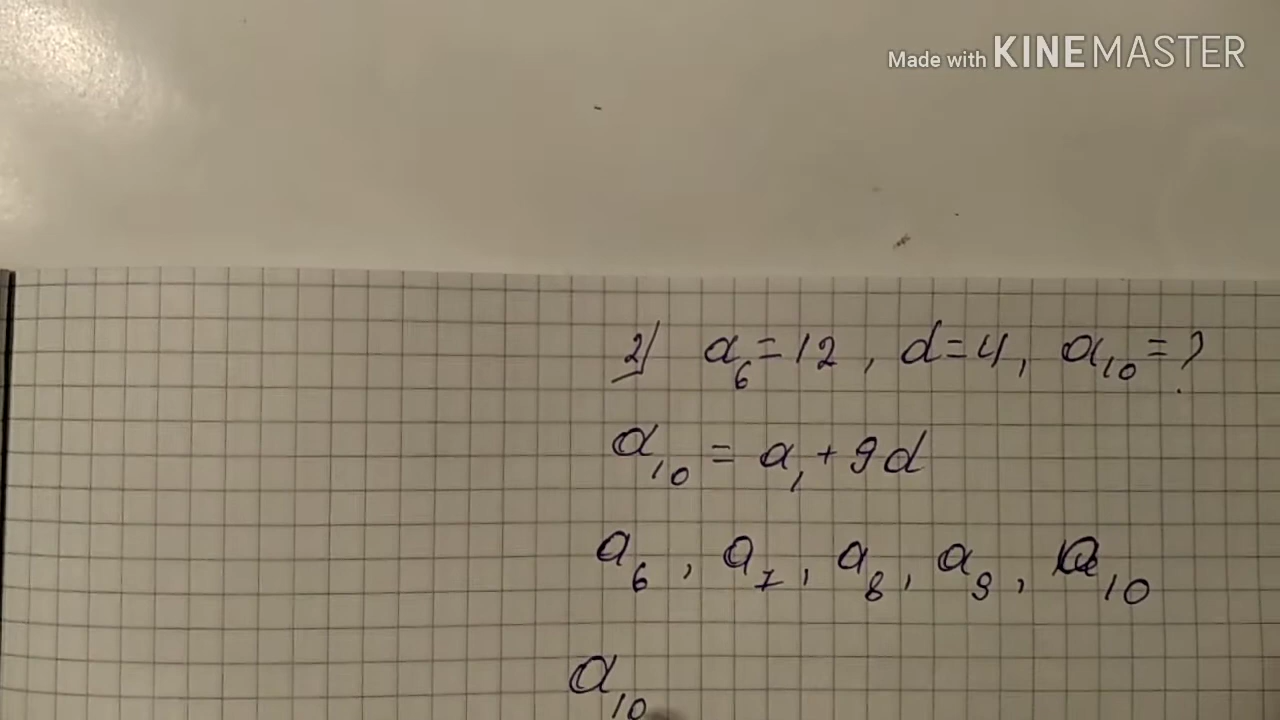 Made with KINEMASTER
2) a₆=12, d=4, a₁₀=?
a₁₀ = a₁+9d
a₆, a₇, a₈, a₉, a₁₀
a₁₀